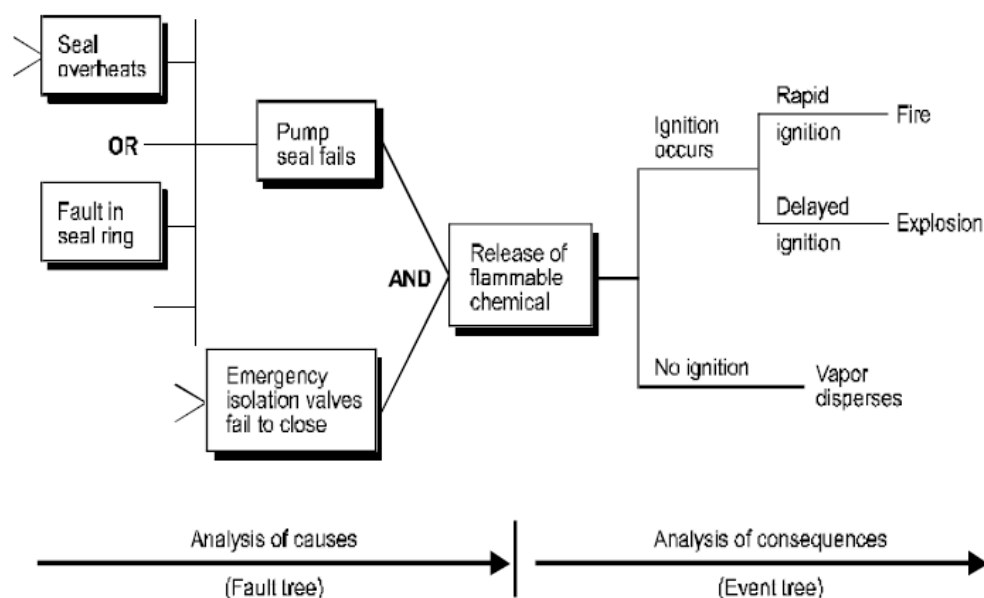 Seal
overheats
OR
Fault in
seal ring
Pump
seal fails
Emergency
isolation valves
fail to close
AND
Release of
flammable
chemical
Ignition
occurs
Rapid
ignition
Fire
Delayed
ignition
Explosion
No ignition
Vapor
disperses
Analysis of causes
(Fault tree)
Analysis of consequences
(Event tree)